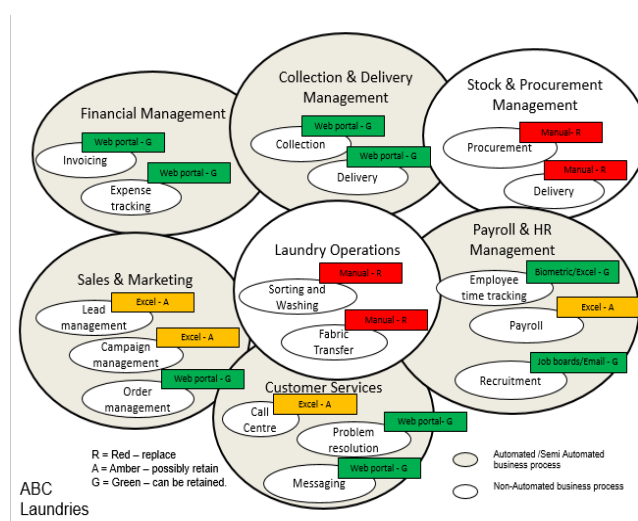 Financial Management
Web portal - G
Invoicing
Web portal - G
Expense
tracking
Collection & Delivery
Management
Web portal - G
Collection
Web portal - G
Delivery
Stock & Procurement
Management
Manual-R
Procurement
Manual - R
Delivery
Sales & Marketing
Excel - A
Lead
management
Excel - A
Campaign
management
Web portal - G
Order
management
Laundry Operations
Manual - R
Sorting and
Washing
Manual - R
Fabric
Transfer
Payroll & HR
Management
Biometric/Excel – G
Employee
time tracking
Excel – A
Payroll
Job boards/Email - G
Recruitment
Customer Services
Excel – A
Call
Centre
Web portal- G
Problem
resolution
Web portal - G
Messaging
R = Red – replace
A = Amber – possibly retain
G = Green – can be retained.
ABC
Laundries
Automated /Semi Automated
business process
Non-Automated business process